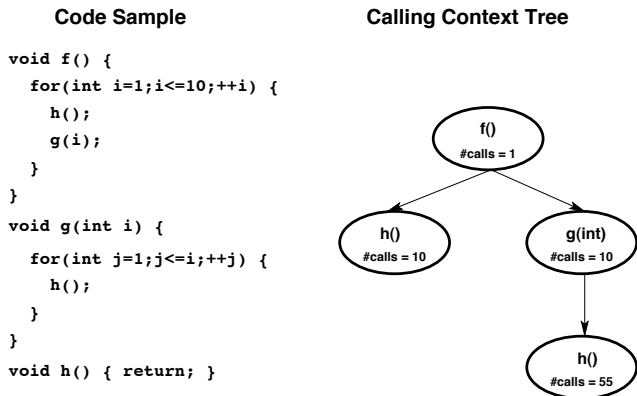 Code Sample
void f() {
  for(int i=1;i<=10;++i) {
    h();
    g(i);
  }
}
void g(int i) {
  for(int j=1;j<=i;++j) {
    h();
  }
}
void h() { return; }
Calling Context Tree
f()
#calls = 1
h()
#calls = 10
g(int)
#calls = 10
h()
#calls = 55